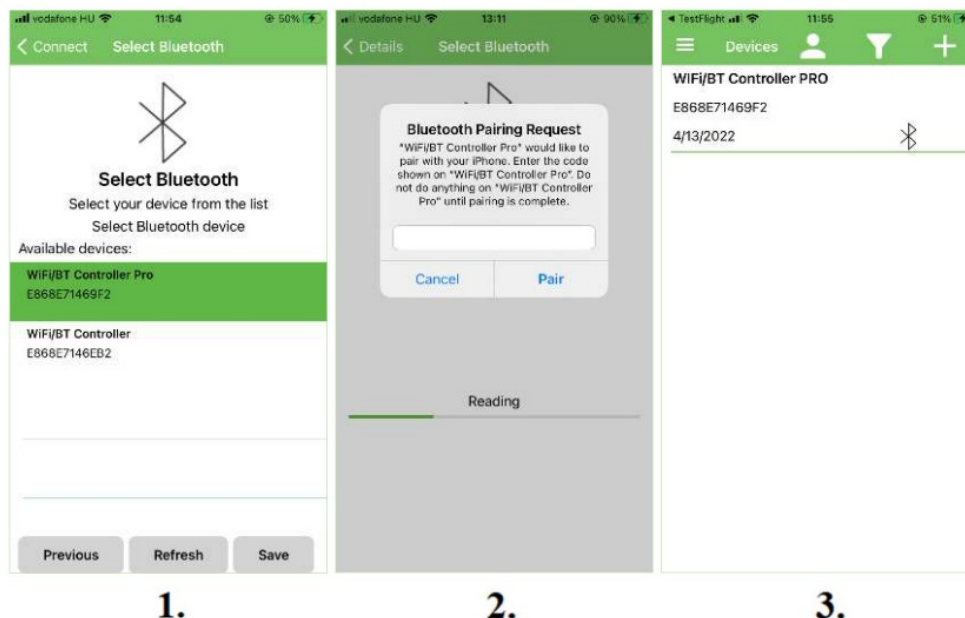 vodafone HU 11:54 50%
Connect Select Bluetooth
Select Bluetooth
Select your device from the list
Select Bluetooth device
Available devices:
WiFi/BT Controller Pro
E868E71469F2
WiFi/BT Controller
E868E7146EB2
Previous Refresh Save
1.
vodafone HU 13:11 90%
Details Select Bluetooth
Bluetooth Pairing Request
"WiFi/BT Controller Pro" would like to
pair with your iPhone. Enter the code
shown on "WiFi/BT Controller Pro". Do
not do anything on "WiFi/BT Controller
Pro" until pairing is complete.
Cancel Pair
Reading
2.
TestFlight 11:55 51%
Devices
WIFI/BT Controller PRO
E868E71469F2
4/13/2022
3.